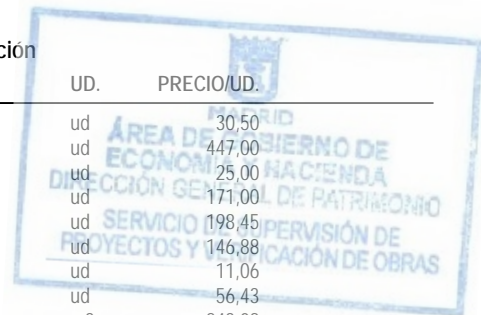 ción
UD. PRECIO/UD.
MADRID
ud 30,50
ÁREA DE GOBIERNO DE
ud 447,00
ECONOMÍA Y HACIENDA
ud 25,00
DIRECCIÓN GENERAL DE PATRIMONIO
ud 171,00
SERVICIO DE SUPERVISIÓN DE
ud 198,45
PROYECTOS Y VERIFICACIÓN DE OBRAS
ud 146,88
ud 11,06
ud 56,43